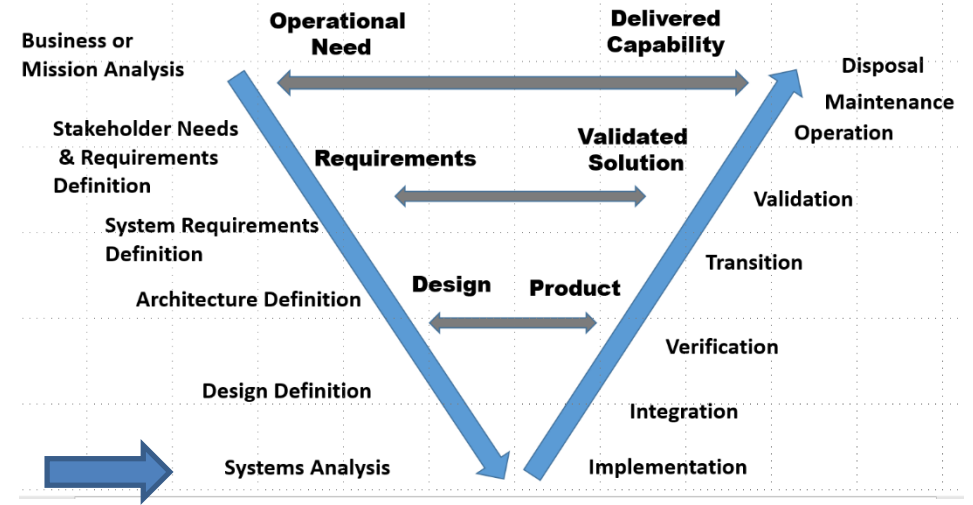 Operational
Need
Delivered
Capability
Business or
Mission Analysis
Disposal
Maintenance
Operation
Stakeholder Needs
& Requirements
Definition
Requirements
Validated
Solution
Validation
System Requirements
Definition
Transition
Architecture Definition
Design
Product
Verification
Design Definition
Integration
Systems Analysis
Implementation